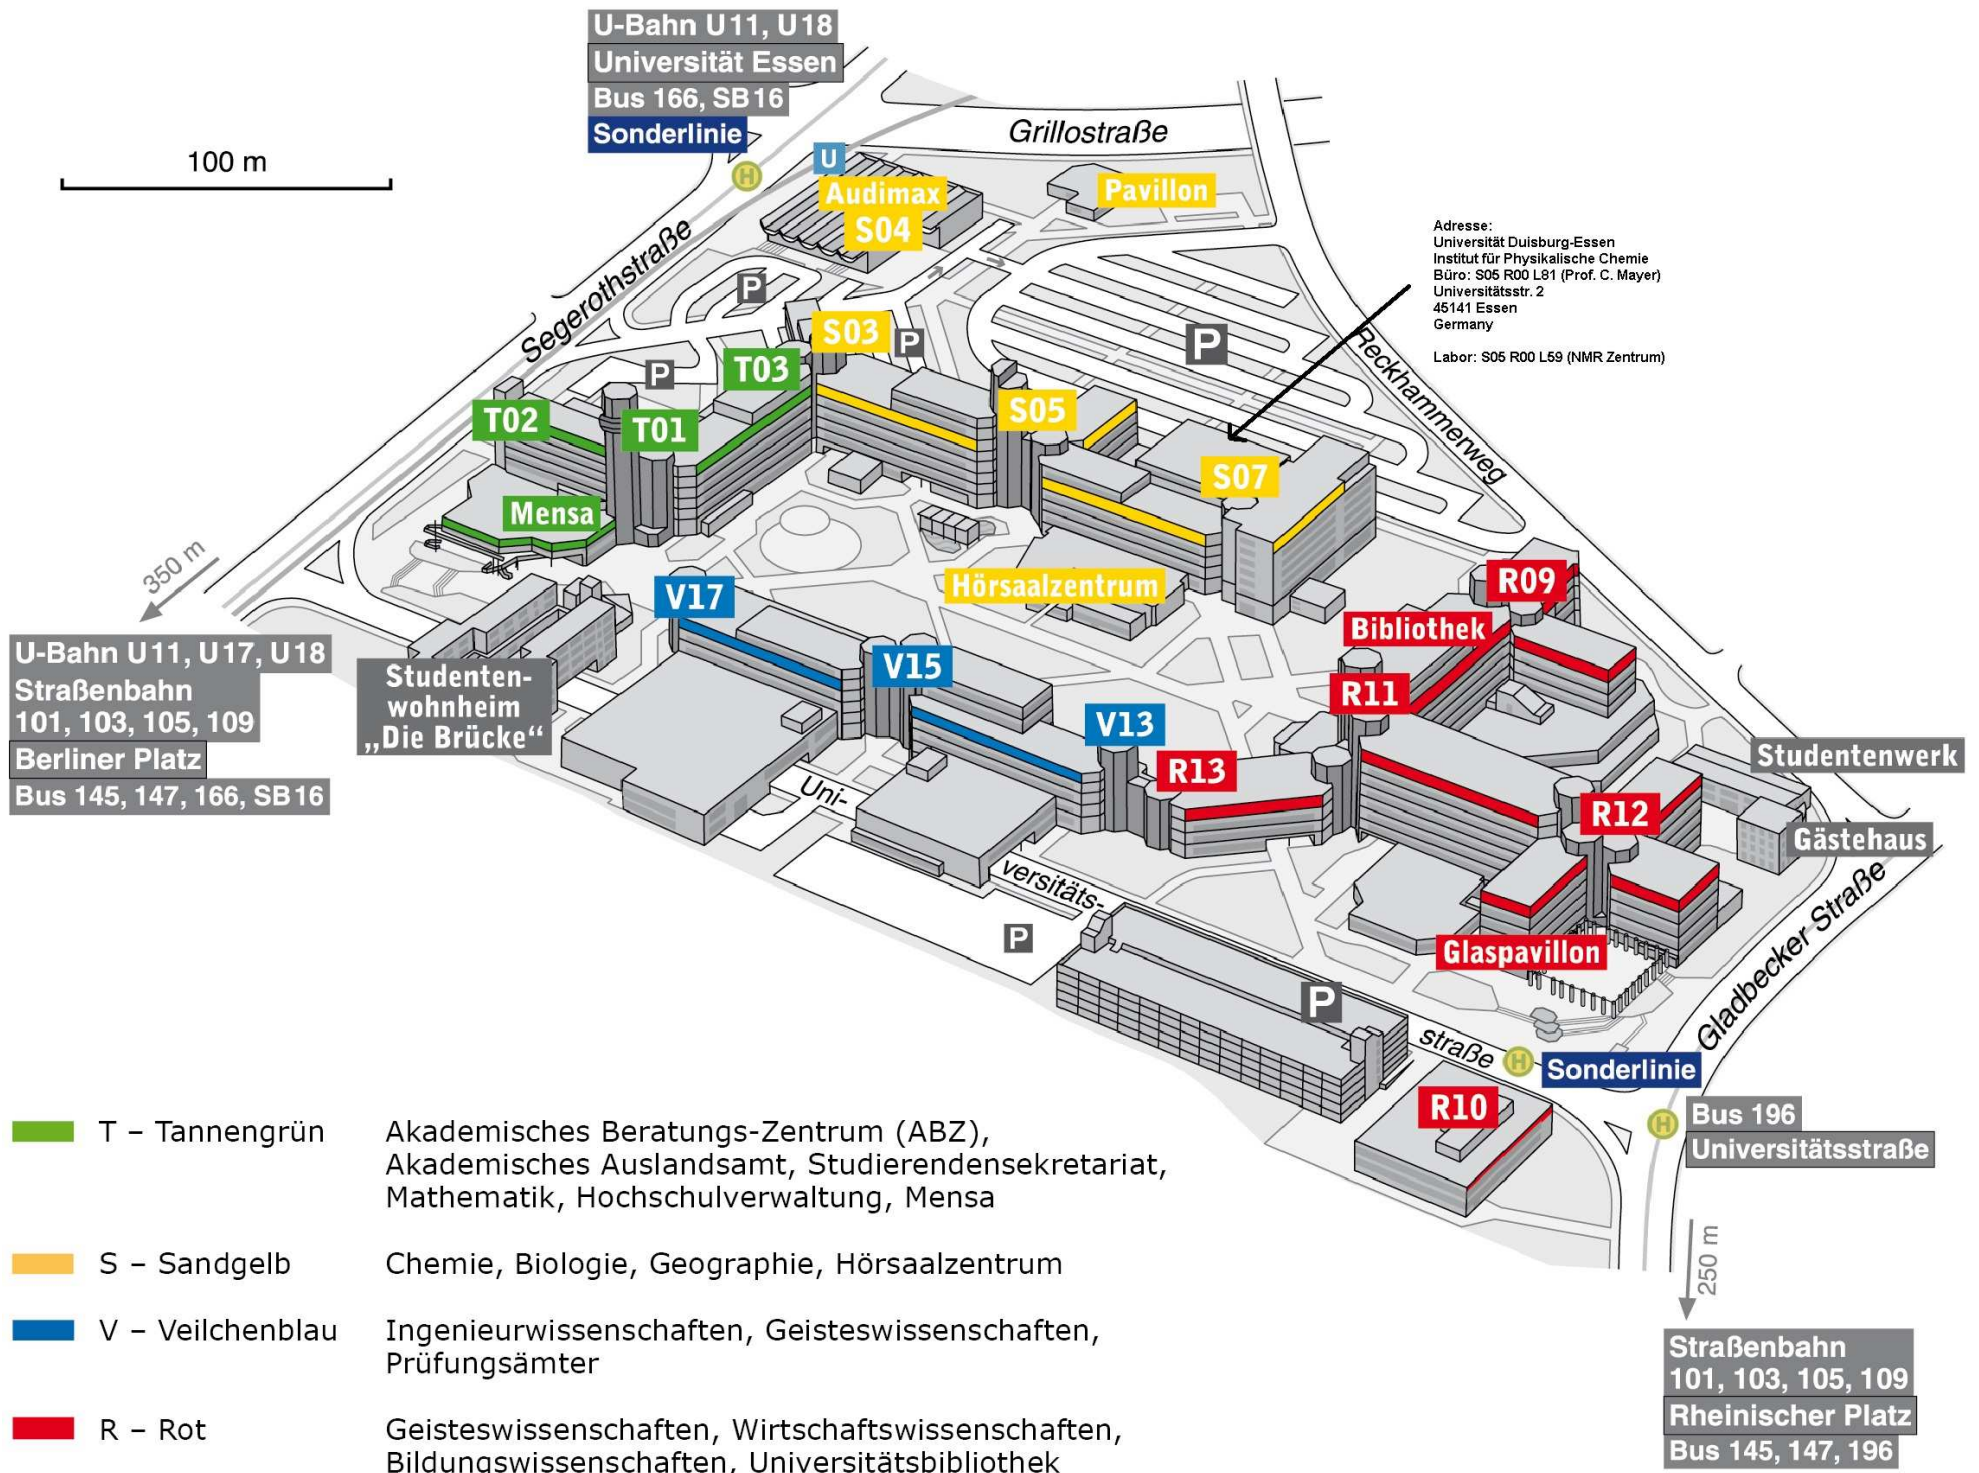 U-Bahn U11, U18
Universität Essen
Bus 166, SB16
Sonderlinie
100 m
H
U
Grillostraße
Audimax
S04
Pavillon
Segerothstraße
Adresse:
Universität Duisburg-Essen
Institut für Physikalische Chemie
Büro: S05 R00 L81 (Prof. C. Mayer)
Universitätsstr. 2
45141 Essen
Germany
Labor: S05 R00 L59 (NMR Zentrum)
P
S03
P
P
Reckhammerweg
T03
P
T02
T01
S05
S07
Mensa
350 m
Hörsaalzentrum
V17
R09
Bibliothek
U-Bahn U11, U17, U18
Straßenbahn
101, 103, 105, 109
Berliner Platz
Bus 145, 147, 166, SB16
Studenten-
wohnheim
„Die Brücke“
V15
R11
V13
R13
Studentenwerk
Uni-
R12
Gästehaus
versitäts-
P
Glaspavillon
Gladbecker Straße
P
straße
H
Sonderlinie
R10
H
Bus 196
Universitätsstraße
250 m
Straßenbahn
101, 103, 105, 109
Rheinischer Platz
Bus 145, 147, 196
T – Tannengrün
Akademisches Beratungs-Zentrum (ABZ),
Akademisches Auslandsamt, Studierendensekretariat,
Mathematik, Hochschulverwaltung, Mensa
S – Sandgelb
Chemie, Biologie, Geographie, Hörsaalzentrum
V – Veilchenblau
Ingenieurwissenschaften, Geisteswissenschaften,
Prüfungsämter
R – Rot
Geisteswissenschaften, Wirtschaftswissenschaften,
Bildungswissenschaften, Universitätsbibliothek